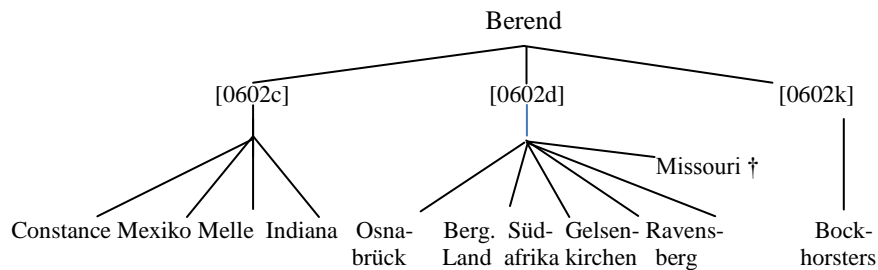 Berend
[0602c] [0602d] [0602k]
Missouri †
Constance Mexiko Melle Indiana Osna- Berg. Süd- Gelsen- Ravens- Bock-
brück Land afrika kirchen berg horsters